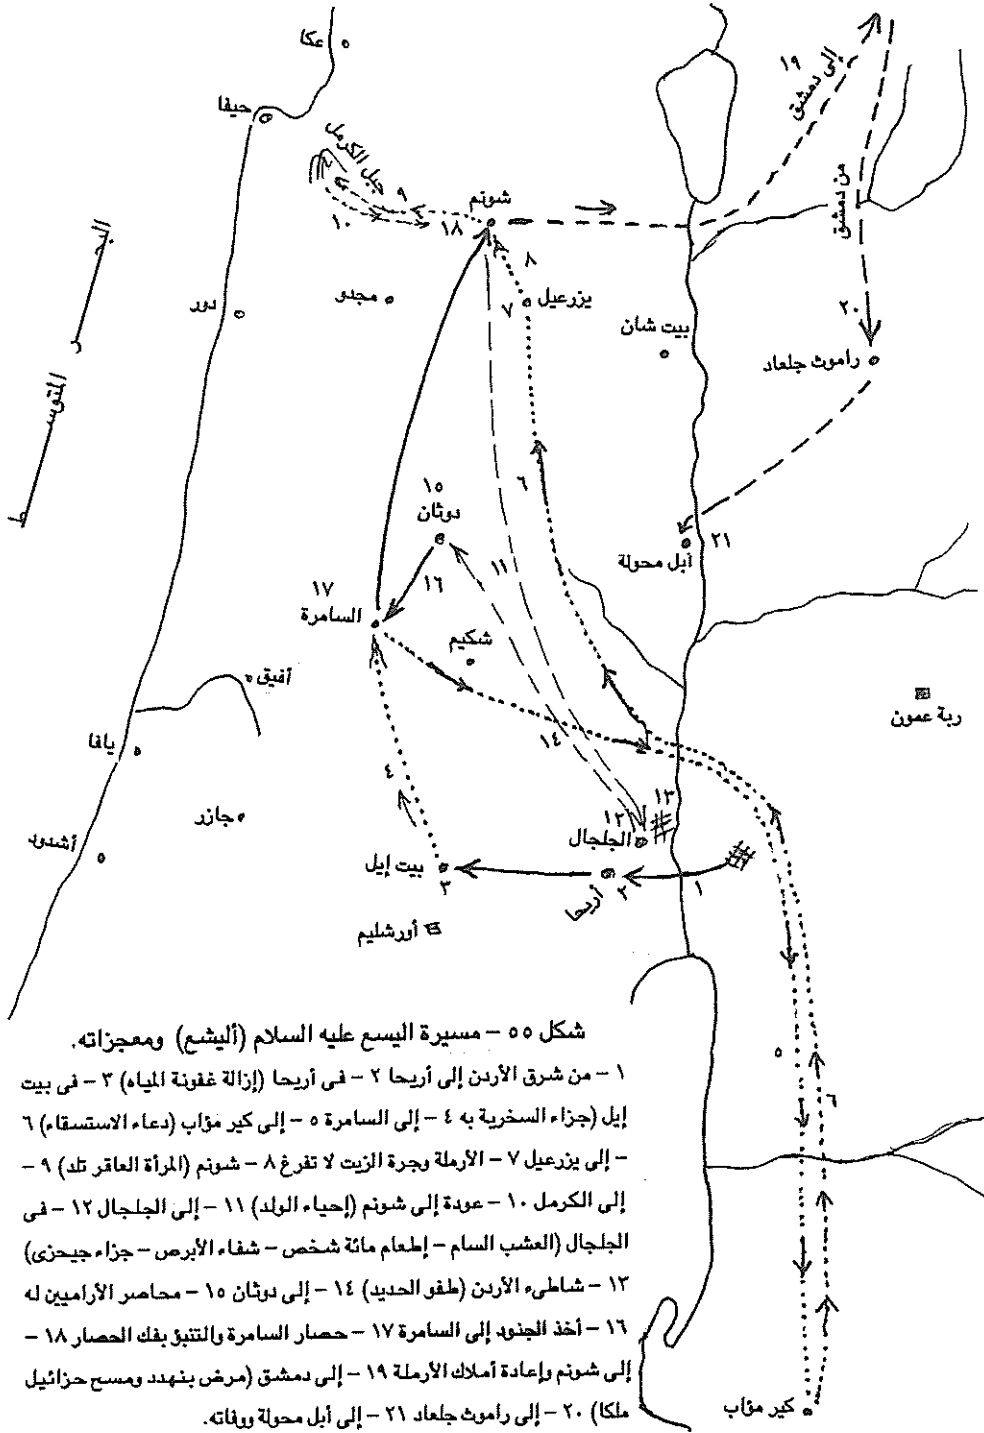 عكا
حيفا
جبل الكرمل
٩
١٠
شونم
١٨
١٩
إلى دمشق
من دمشق
٢٠
٨
يزرعيل
٧
مجدو
دور
بيت شان
راموث جلعاد
البحر المتوسط
٦
١٥
دوثان
١٦
١١
أبل محولة
٢١
١٧
السامرة
شكيم
أفيق
ربة عمون
يافا
١٤
٤
١٣
١٢
الجلجال
جازر
أشدود
بيت إيل
٣
أريحا
٢
١
أورشليم
٥
٦
كير مؤاب
شكل ٥٥ – مسيرة اليسع عليه السلام (أليشع) ومعجزاته.
١ – من شرق الأردن إلى أريحا ٢ – فى أريحا (إزالة عفونة المياه) ٣ – فى بيت
إيل (جزاء السخرية به ٤ – إلى السامرة ٥ – إلى كير مؤاب (دعاء الاستسقاء) ٦
– إلى يزرعيل ٧ – الأرملة وجرة الزيت لا تفرغ ٨ – شونم (المرأة العاقر تلد) ٩ –
إلى الكرمل ١٠ – عودة إلى شونم (إحياء الولد) ١١ – إلى الجلجال ١٢ – فى
الجلجال (العشب السام – إطعام مائة شخص – شفاء الأبرص – جزاء جيحزى)
١٣ – شاطىء الأردن (طفو الحديد) ١٤ – إلى دوثان ١٥ – محاصر الأراميين له
١٦ – أخذ الجنود إلى السامرة ١٧ – حصار السامرة والتنبؤ بفك الحصار ١٨ –
إلى شونم وإعادة أملاك الأرملة ١٩ – إلى دمشق (مرض بنهدد ومسح حزائيل
ملكا) ٢٠ – إلى راموث جلعاد ٢١ – إلى أبل محولة ووفاته.